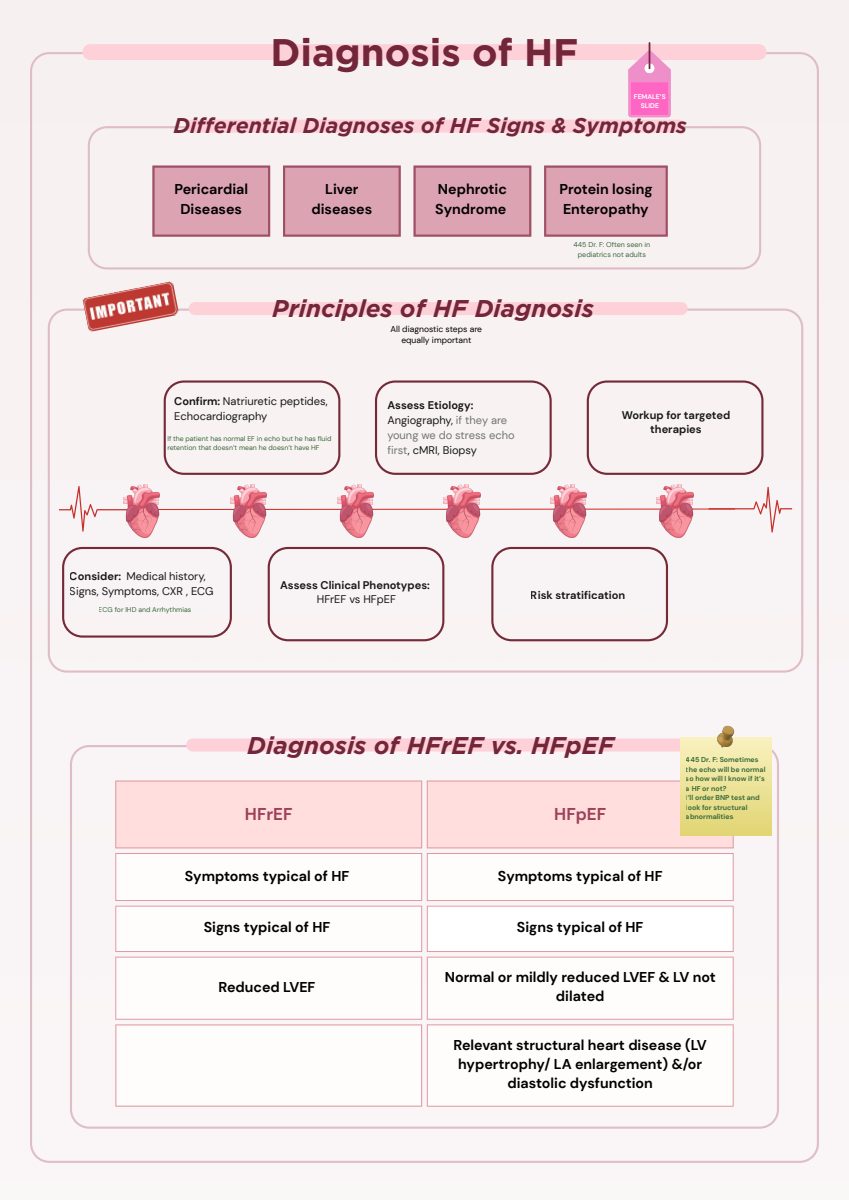 Diagnosis of HF
FEMALE'S
SLIDE
Differential Diagnoses of HF Signs & Symptoms
Pericardial
Diseases
Liver
diseases
Nephrotic
Syndrome
Protein losing
Enteropathy
445 Dr. F: Often seen in
pediatrics not adults
IMPORTANT
Principles of HF Diagnosis
All diagnostic steps are
equally important
Confirm: Natriuretic peptides,
Echocardiography
If the patient has normal EF in echo but he has fluid
retention that doesn't mean he doesn't have HF
Assess Etiology:
Angiography, if they are
young we do stress echo
first, cMRI, Biopsy
Workup for targeted
therapies
Consider: Medical history,
Signs, Symptoms, CXR , ECG
ECG for IHD and Arrhythmias
Assess Clinical Phenotypes:
HFrEF vs HFpEF
Risk stratification
Diagnosis of HFrEF vs. HFpEF
445 Dr. F: Sometimes
the echo will be normal
so how will I know if it's
a HF or not?
I'll order BNP test and
look for structural
abnormalities
HFrEF
HFpEF
Symptoms typical of HF
Symptoms typical of HF
Signs typical of HF
Signs typical of HF
Reduced LVEF
Normal or mildly reduced LVEF & LV not
dilated
Relevant structural heart disease (LV
hypertrophy/ LA enlargement) &/or
diastolic dysfunction